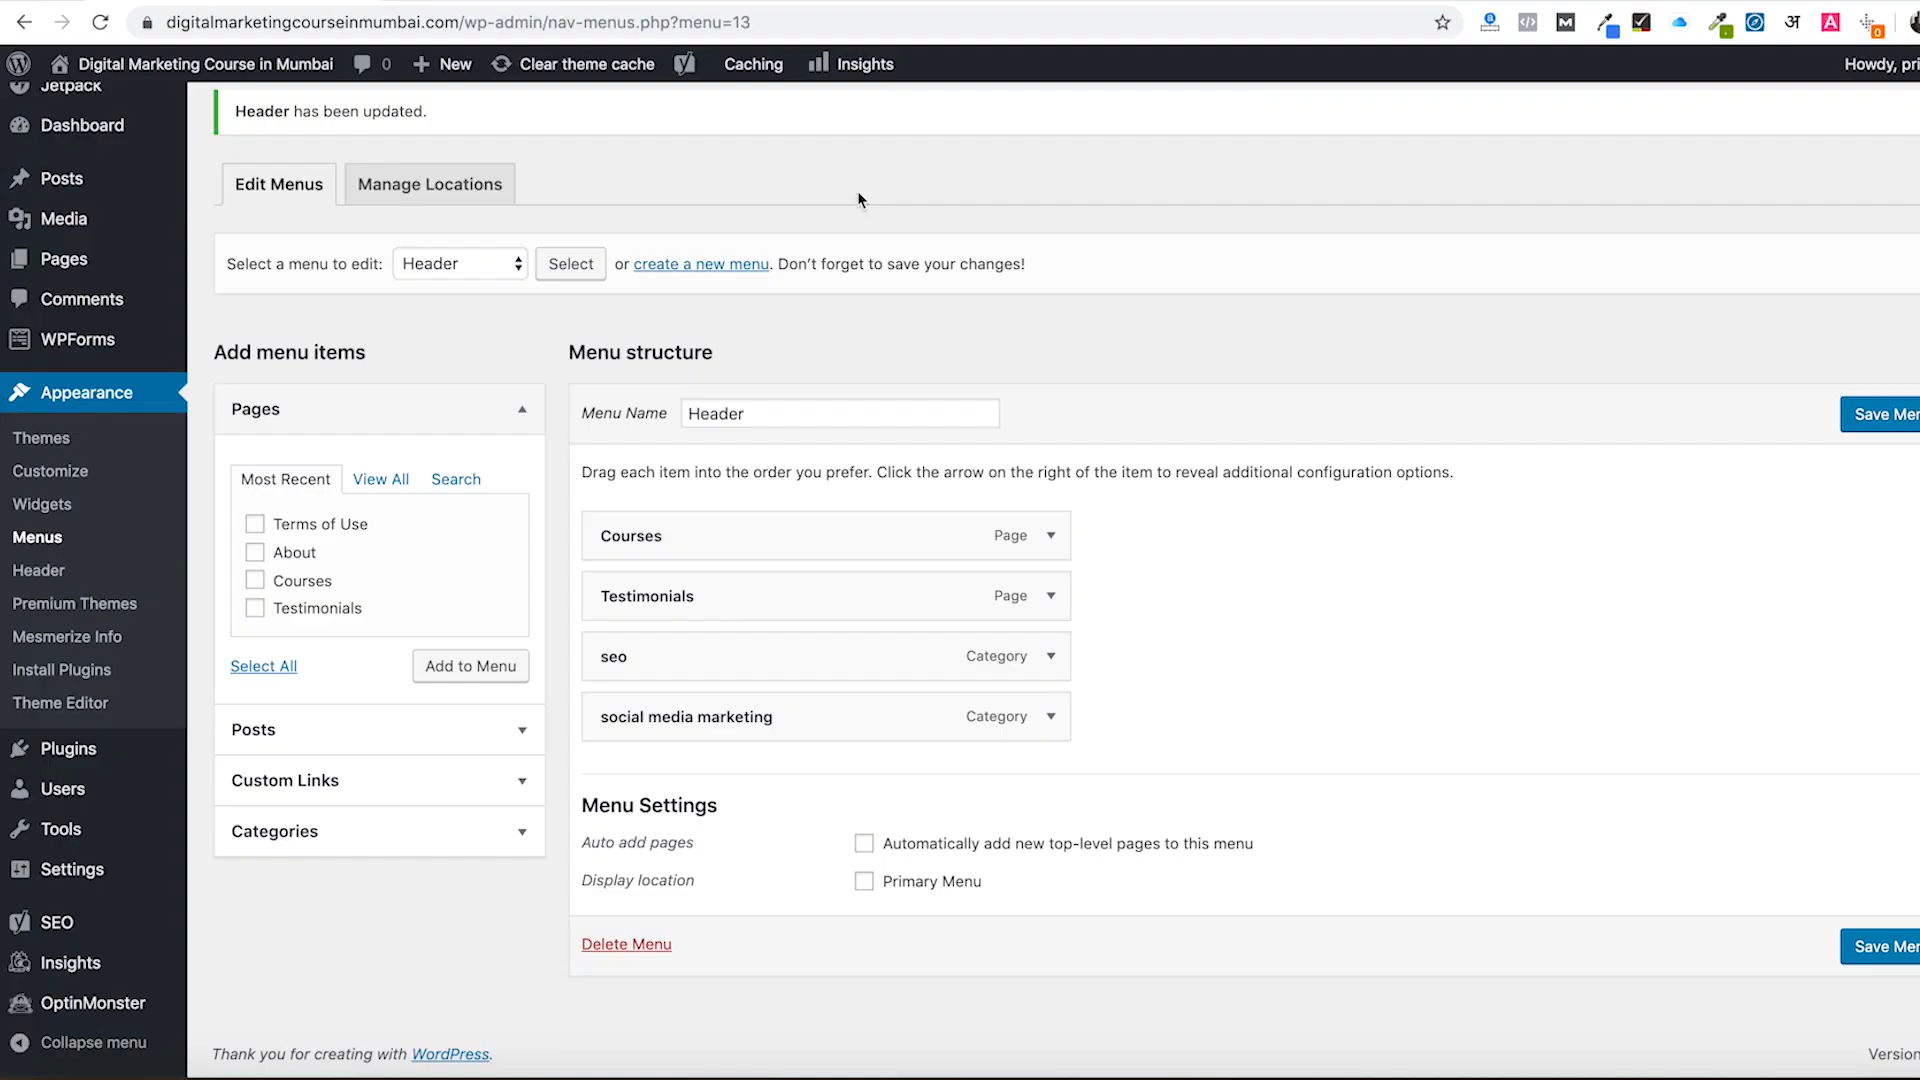 digitalmarketingcourseinmumbai.com/wp-admin/nav-menus.php?menu=13
Digital Marketing Course in Mumbai 0 New Clear theme cache Caching Insights Howdy, pri
Jetpack
Dashboard
Posts
Media
Pages
Comments
WPForms
Appearance
Themes
Customize
Widgets
Menus
Header
Premium Themes
Mesmerize Info
Install Plugins
Theme Editor
Plugins
Users
Tools
Settings
SEO
Insights
OptinMonster
Collapse menu
Header has been updated.
Edit Menus Manage Locations
Select a menu to edit: Header Select or create a new menu. Don’t forget to save your changes!
Add menu items
Pages
Most Recent View All Search
Terms of Use
About
Courses
Testimonials
Select All Add to Menu
Posts
Custom Links
Categories
Menu structure
Menu Name Header Save Men
Drag each item into the order you prefer. Click the arrow on the right of the item to reveal additional configuration options.
Courses Page
Testimonials Page
seo Category
social media marketing Category
Menu Settings
Auto add pages Automatically add new top-level pages to this menu
Display location Primary Menu
Delete Menu Save Men
Thank you for creating with WordPress. Version